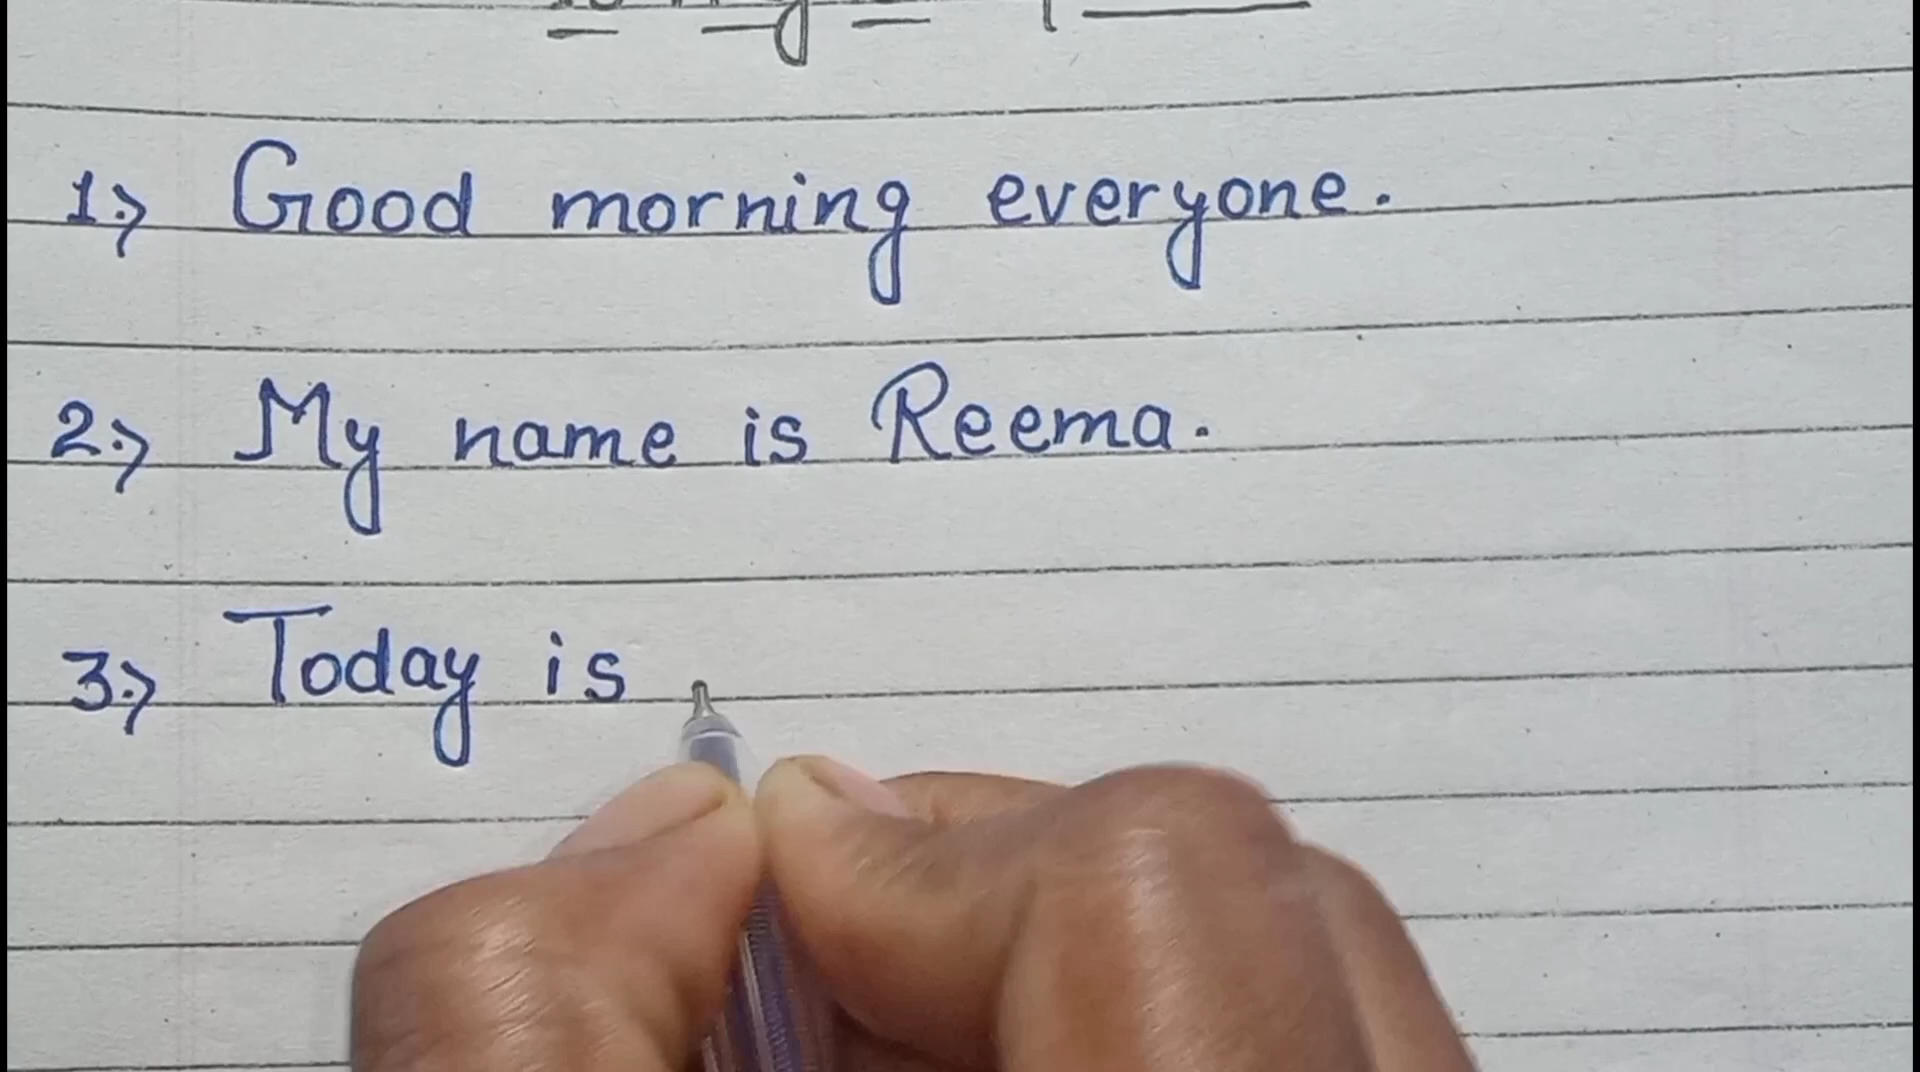 1.) Good morning everyone.
2.) My name is Reema.
3.) Today is